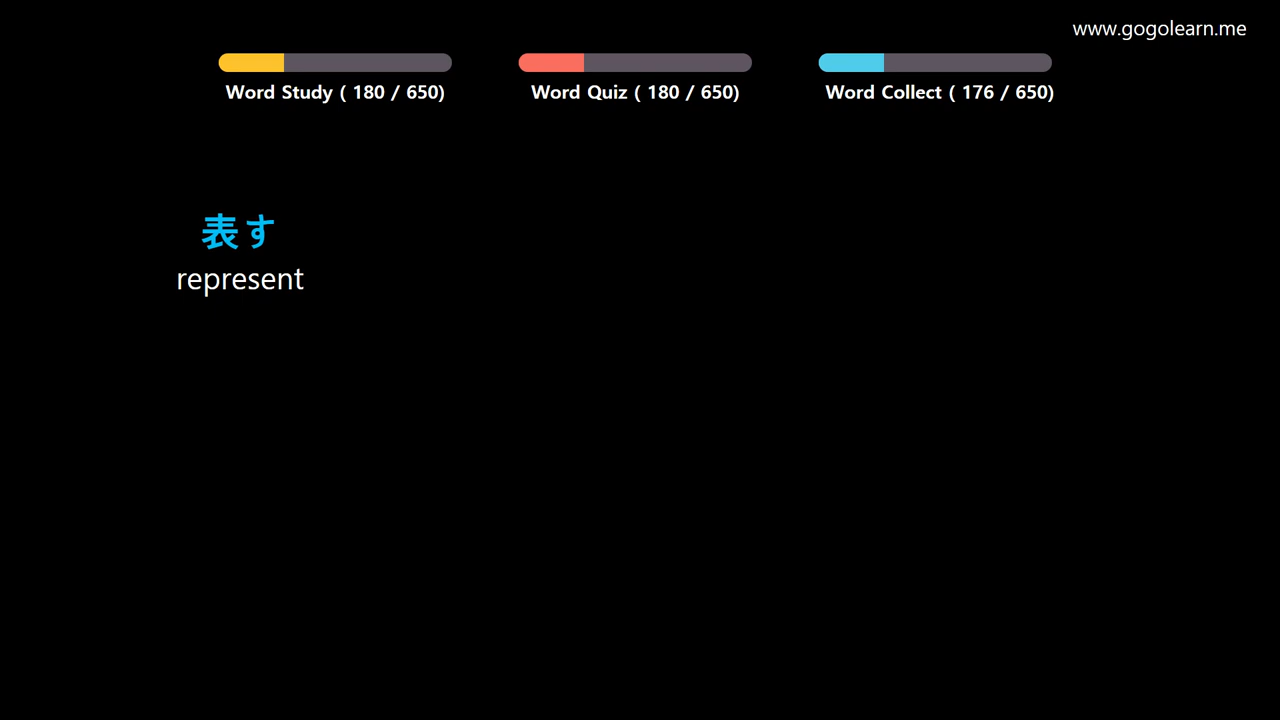 www.gogolearn.me
Word Study ( 180 / 650)
Word Quiz ( 180 / 650)
Word Collect ( 176 / 650)
表す
represent